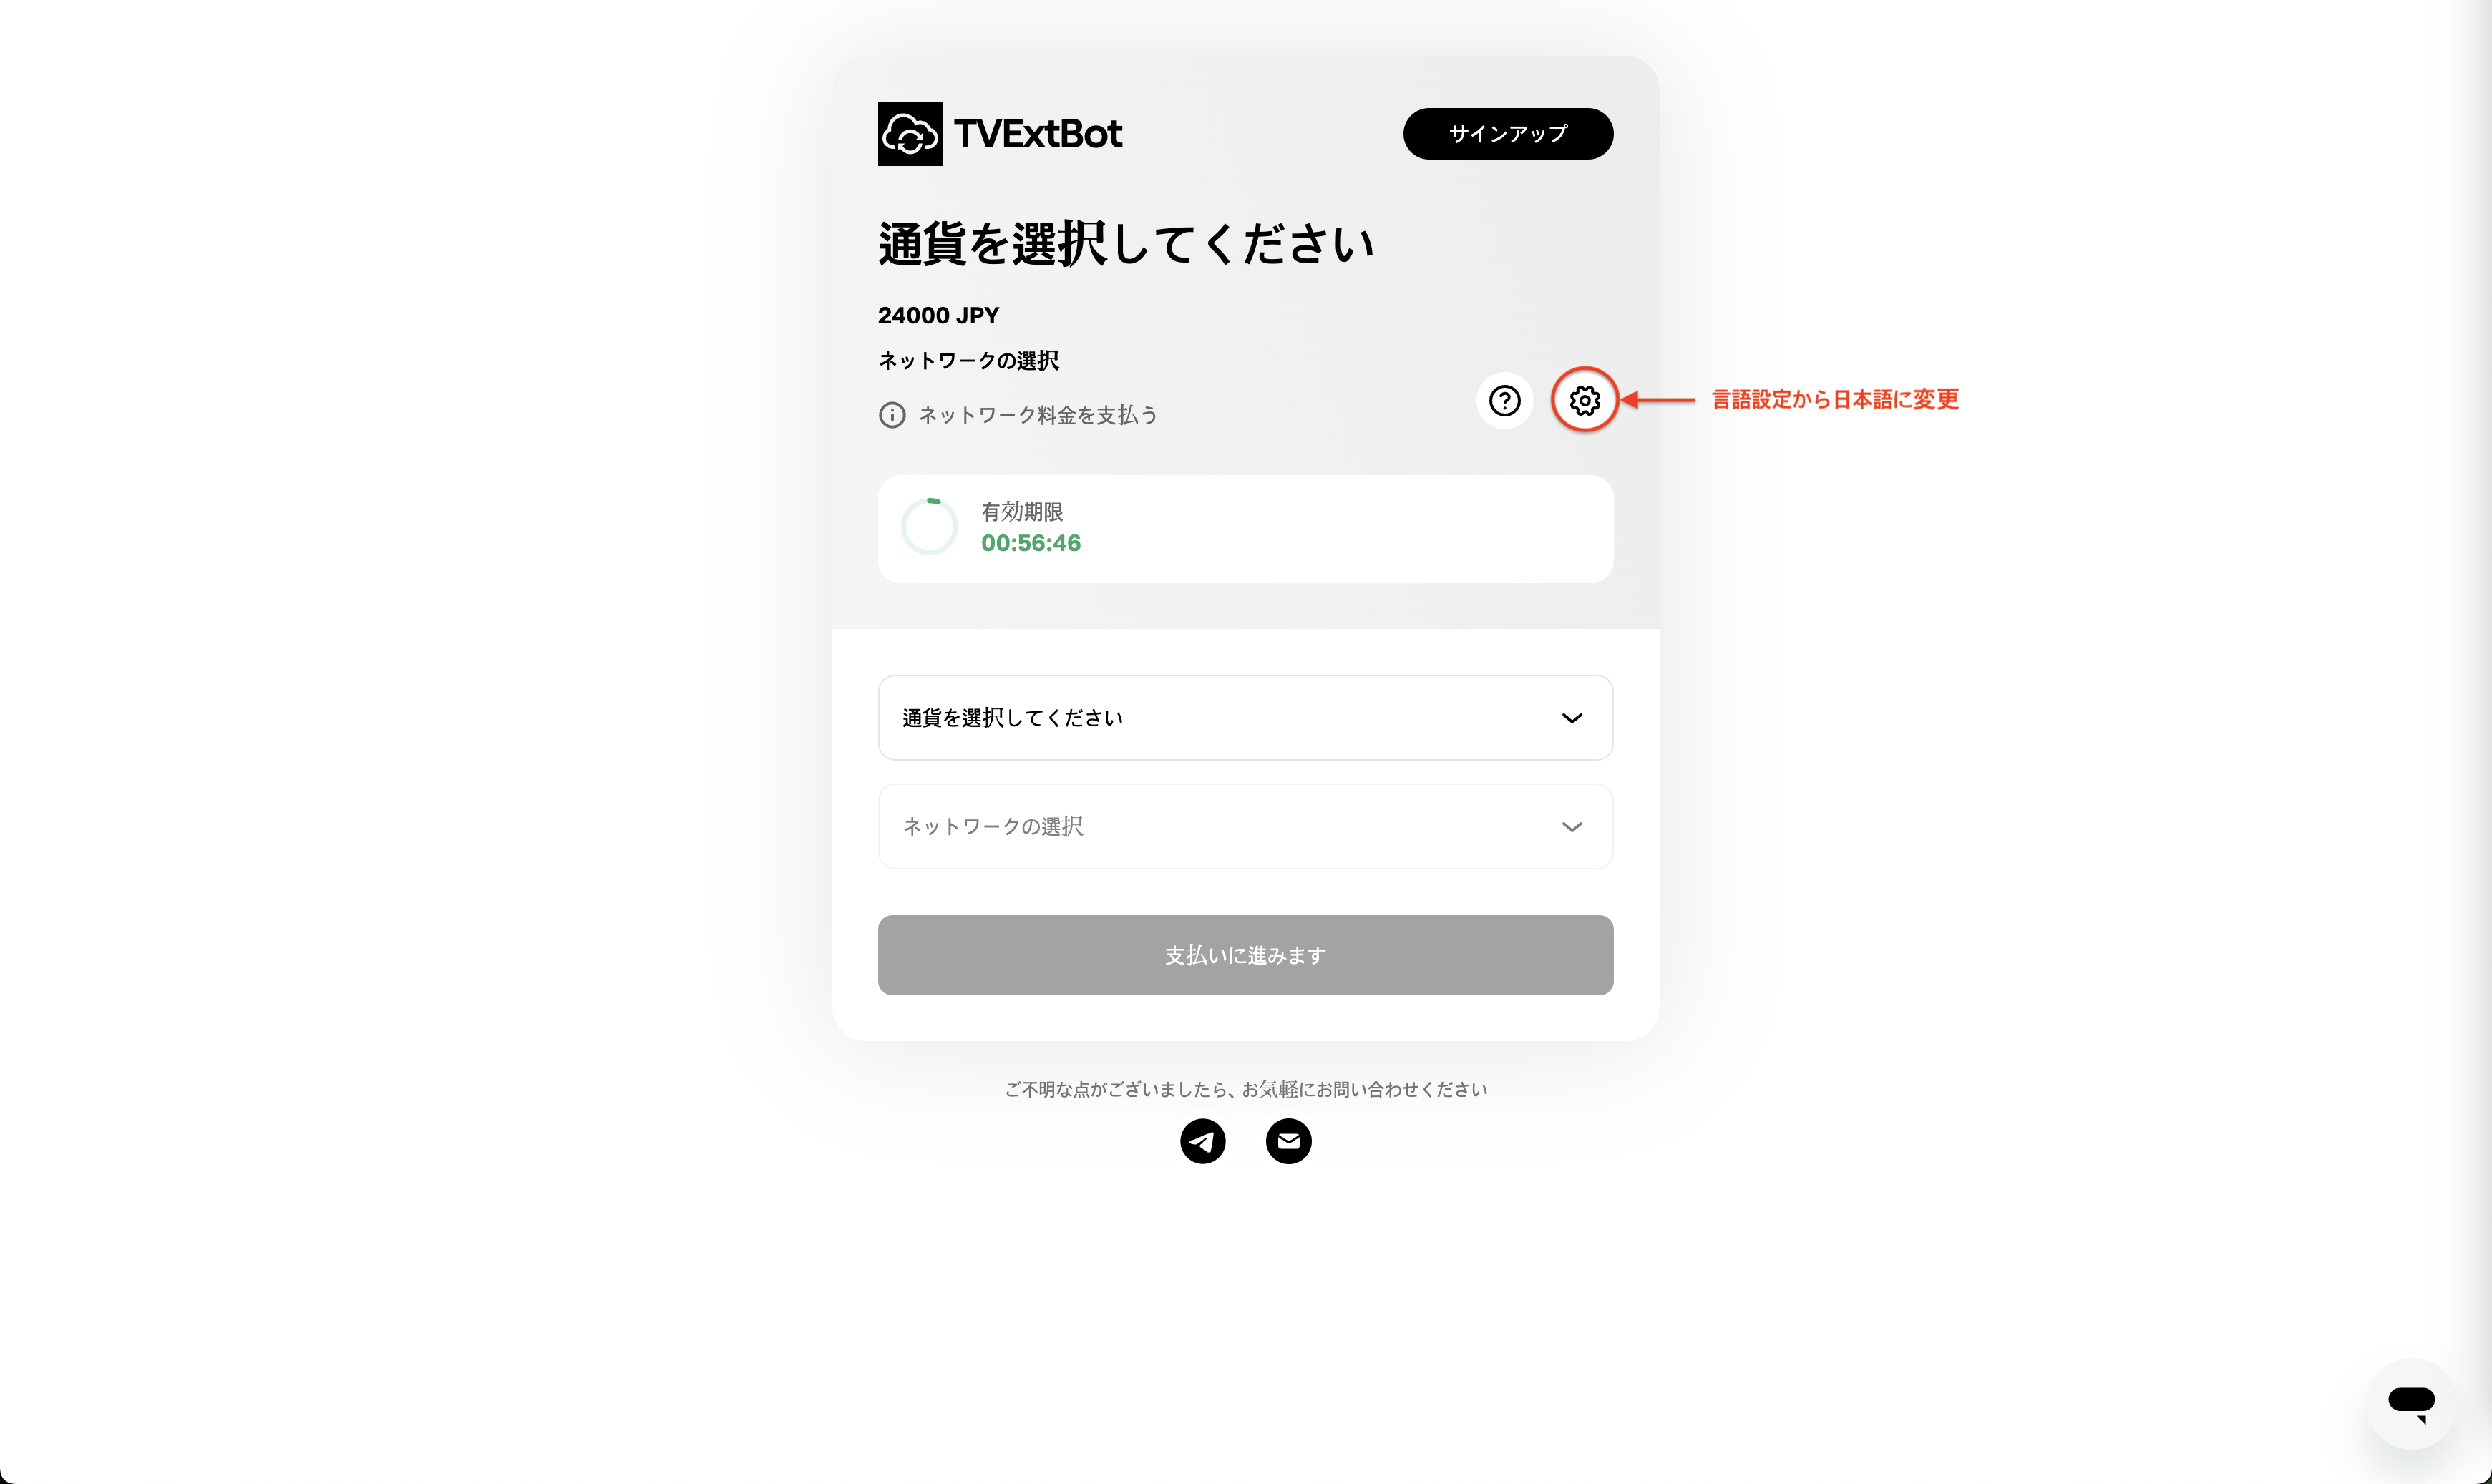 TVExtBot
サインアップ
通貨を選択してください
24000 JPY
ネットワークの選択
ネットワーク料金を支払う
言語設定から日本語に変更
有効期限
00:56:46
通貨を選択してください
ネットワークの選択
支払いに進みます
ご不明な点がございましたら、お気軽にお問い合わせください